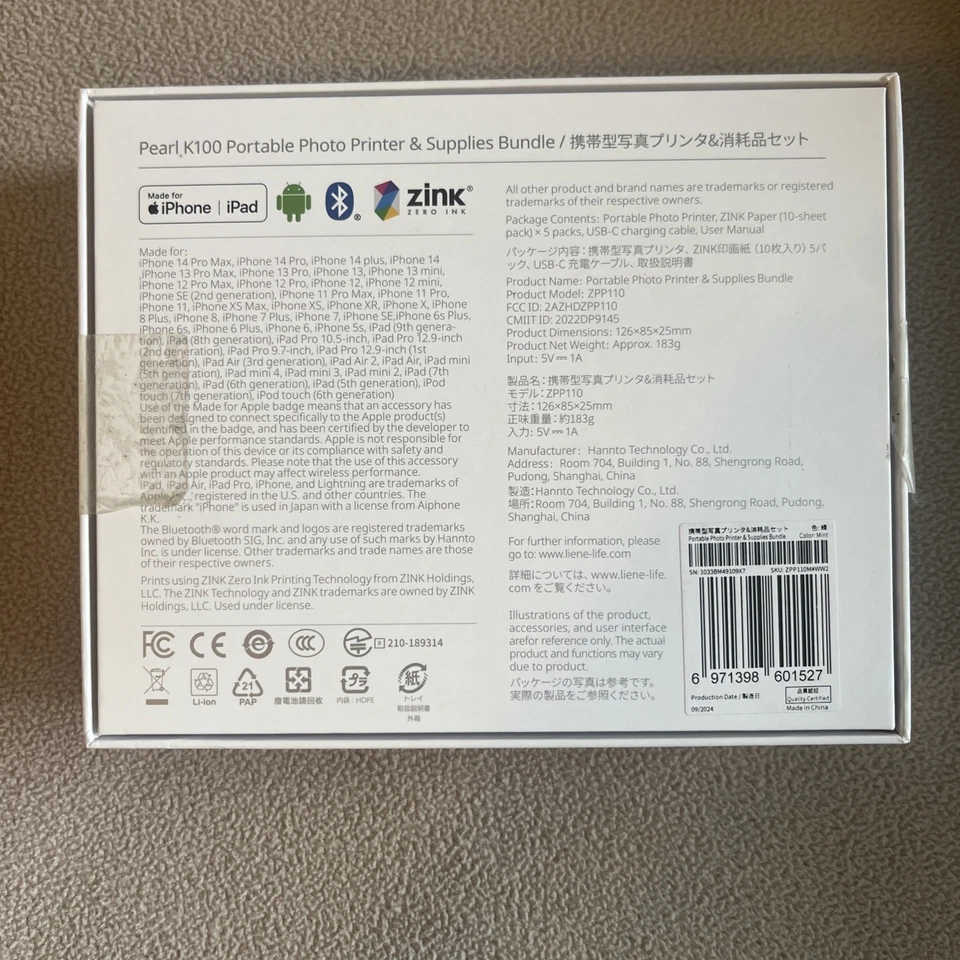 Pearl K100 Portable Photo Printer & Supplies Bundle / 携帯型写真プリンタ&消耗品セット
Made for
iPhone | iPad
®
zink®
ZERO INK
Made for:
iPhone 14 Pro Max, iPhone 14 Pro, iPhone 14 plus, iPhone 14
,iPhone 13 Pro Max, iPhone 13 Pro, iPhone 13, iPhone 13 mini,
iPhone 12 Pro Max, iPhone 12 Pro, iPhone 12, iPhone 12 mini,
iPhone SE (2nd generation), iPhone 11 Pro Max, iPhone 11 Pro,
iPhone 11, iPhone XS Max, iPhone XS, iPhone XR, iPhone X, iPhone
8 Plus, iPhone 8, iPhone 7 Plus, iPhone 7, iPhone SE,iPhone 6s Plus,
iPhone 6s, iPhone 6 Plus, iPhone 6, iPhone 5s, iPad (9th genera-
tion), iPad (8th generation), iPad Pro 10.5-inch, iPad Pro 12.9-inch
(2nd generation), iPad Pro 9.7-inch, iPad Pro 12.9-inch (1st
generation), iPad Air (3rd generation), iPad Air 2, iPad Air, iPad mini
(5th generation), iPad mini 4, iPad mini 3, iPad mini 2, iPad (7th
generation), iPad (6th generation), iPad (5th generation), iPod
touch (7th generation), iPod touch (6th generation)
Use of the Made for Apple badge means that an accessory has
been designed to connect specifically to the Apple product(s)
identified in the badge, and has been certified by the developer to
meet Apple performance standards. Apple is not responsible for
the operation of this device or its compliance with safety and
regulatory standards. Please note that the use of this accessory
with an Apple product may affect wireless performance.
iPad, iPad Air, iPad Pro, iPhone, and Lightning are trademarks of
Apple Inc., registered in the U.S. and other countries. The
trademark "iPhone" is used in Japan with a license from Aiphone
K.K.
The Bluetooth® word mark and logos are registered trademarks
owned by Bluetooth SIG, Inc. and any use of such marks by Hannto
Inc. is under license. Other trademarks and trade names are those
of their respective owners.
Prints using ZINK Zero Ink Printing Technology from ZINK Holdings,
LLC. The ZINK Technology and ZINK trademarks are owned by ZINK
Holdings, LLC. Used under license.
FC CE CCC R 210-189314
Li-ion
21
PAP
廢電池請回收
プラ
内袋：HDPE
紙
トレイ
取扱説明書
外箱
All other product and brand names are trademarks or registered
trademarks of their respective owners.
Package Contents: Portable Photo Printer, ZINK Paper (10-sheet
pack) × 5 packs, USB-C charging cable, User Manual
パッケージ内容：携帯型写真プリンタ、ZINK印画紙（10枚入り）5パ
ック、USB-C 充電ケーブル、取扱説明書
Product Name: Portable Photo Printer & Supplies Bundle
Product Model: ZPP110
FCC ID: 2AZHDZPP110
CMIIT ID: 2022DP9145
Product Dimensions: 126×85×25mm
Product Net Weight: Approx. 183g
Input: 5V⎓1A
製品名：携帯型写真プリンタ&消耗品セット
モデル：ZPP110
寸法：126×85×25mm
正味重量：約183g
入力: 5V⎓1A
Manufacturer: Hannto Technology Co., Ltd.
Address: Room 704, Building 1, No. 88, Shengrong Road,
Pudong, Shanghai, China
製造：Hannto Technology Co., Ltd.
場所：Room 704, Building 1, No. 88, Shengrong Road, Pudong,
Shanghai, China
For further information, please
go to: www.liene-life.com
詳細については、www.liene-life.
com をご覧ください。
Illustrations of the product,
accessories, and user interface
arefor reference only. The actual
product and functions may vary
due to product.
パッケージの写真は参考です。
実際の製品をご参照ください。
携帯型写真プリンタ&消耗品セット 色: 緑
Portable Photo Printer & Supplies Bundle Color: Mint
SN: 1033BM49109X7 SKU: ZPP110M#WW2
6 971398 601527
Production Date / 製造日:
09/2024
品質認証
Quality Certified
Made in China